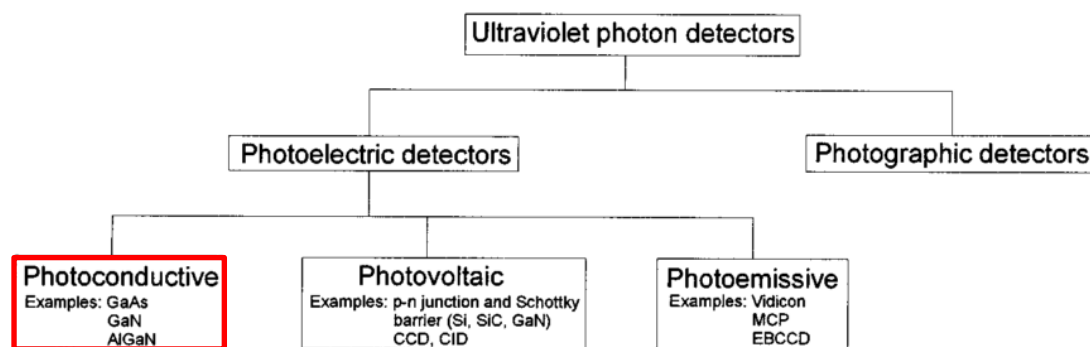 Ultraviolet photon detectors
Photoelectric detectors
Photographic detectors
Photoconductive
Examples: GaAs
GaN
AlGaN
Photovoltaic
Examples: p-n junction and Schottky
barrier (Si, SiC, GaN)
CCD, CID
Photoemissive
Examples: Vidicon
MCP
EBCCD